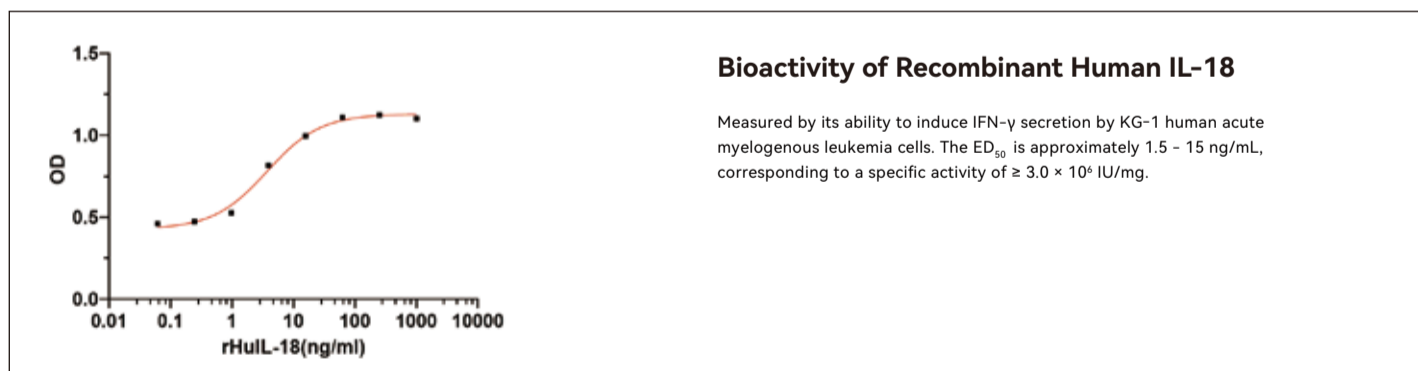 1.5
1.0
0.5
0.0
OD
0.01 0.1 1 10 100 1000 10000
rHuIL-18(ng/ml)
Bioactivity of Recombinant Human IL-18
Measured by its ability to induce IFN-γ secretion by KG-1 human acute
myelogenous leukemia cells. The ED₅₀ is approximately 1.5 - 15 ng/mL,
corresponding to a specific activity of ≥ 3.0 × 10⁶ IU/mg.